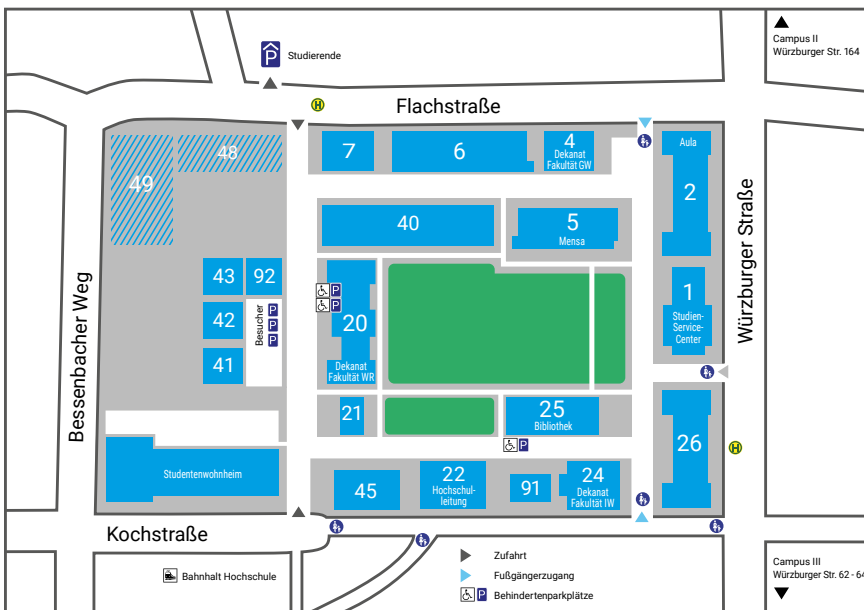 Campus II
Würzburger Str. 164
P
Studierende
H
Flachstraße
7
6
4
Dekanat
Fakultät GW
Aula
2
48
49
40
5
Mensa
43
92
42
41
Besucher
P
P
P
P
P
20
Dekanat
Fakultät WR
1
Studien-
Service-
Center
Würzburger Straße
Bessenbacher Weg
21
25
Bibliothek
P
26
H
Studentenwohnheim
45
22
Hochschul-
leitung
91
24
Dekanat
Fakultät IW
Kochstraße
Bahnhalt Hochschule
Zufahrt
Fußgängerzugang
P
Behindertenparkplätze
Campus III
Würzburger Str. 62 - 64